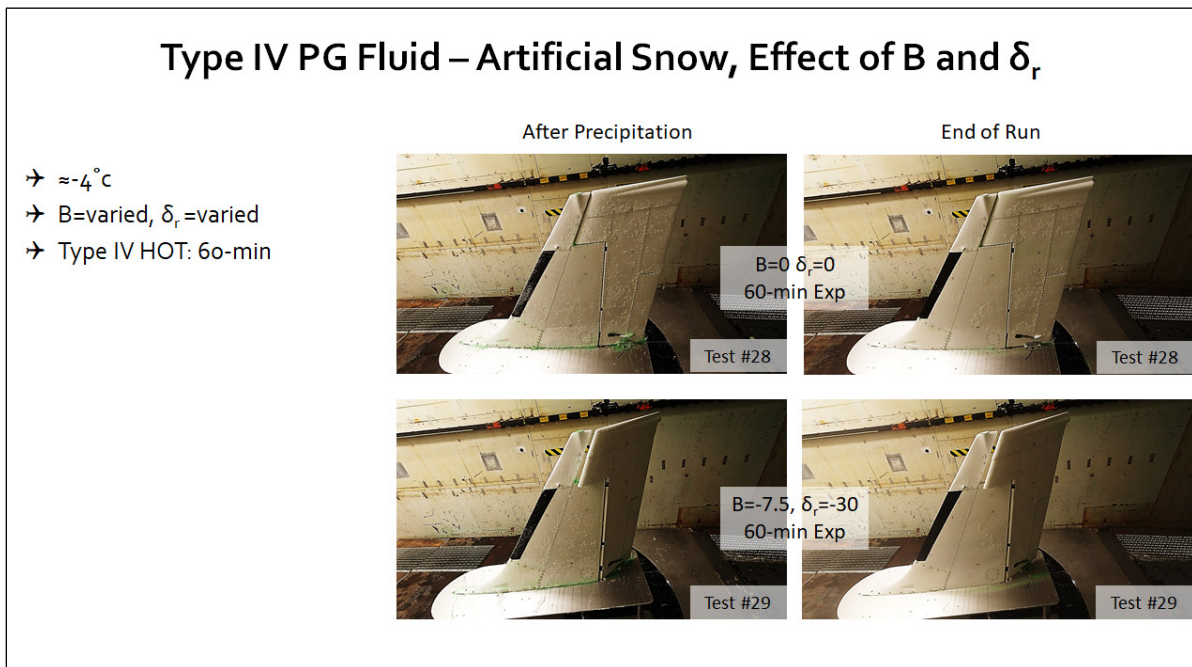 Type IV PG Fluid – Artificial Snow, Effect of B and δr
After Precipitation
End of Run
≈-4°c
B=varied, δr =varied
Type IV HOT: 60-min
B=0 δr=0
60-min Exp
Test #28
Test #28
B=-7.5, δr=-30
60-min Exp
Test #29
Test #29